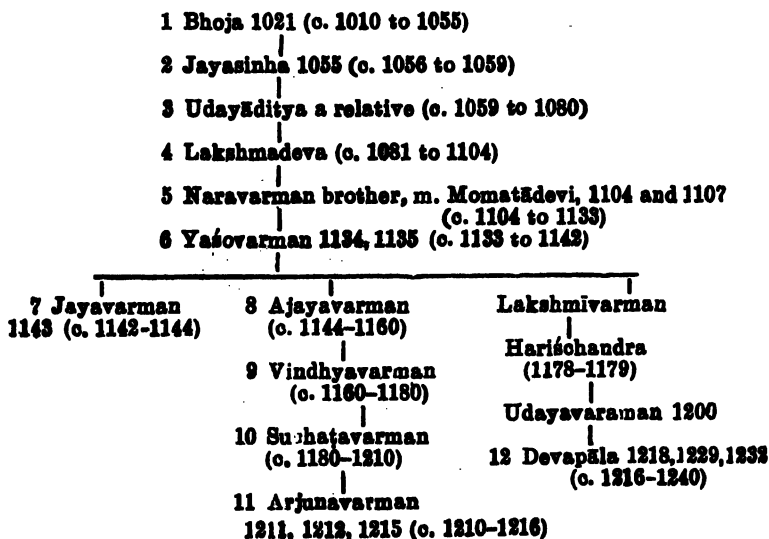 1 Bhoja 1021 (c. 1010 to 1055)
2 Jayasinha 1055 (c. 1056 to 1059)
3 Udayāditya a relative (c. 1059 to 1080)
4 Lakshmadeva (c. 1081 to 1104)
5 Naravarman brother, m. Momatādevi, 1104 and 1107
(c. 1104 to 1133)
6 Yaśovarman 1134, 1135 (c. 1133 to 1142)
7 Jayavarman
1143 (c. 1142–1144)
8 Ajayavarman
(c. 1144–1160)
9 Vindhyavarman
(c. 1160–1180)
10
(c. 1180–1210)
11 Arjunavarman
1211, 1212, 1215 (c. 1210–1216)
Lakshmīvarman
Hariśchandra
(1178–1179)
Udayavaraman 1200
12 Devapāla 1218, 1229, 1232
(c. 1216–1240)